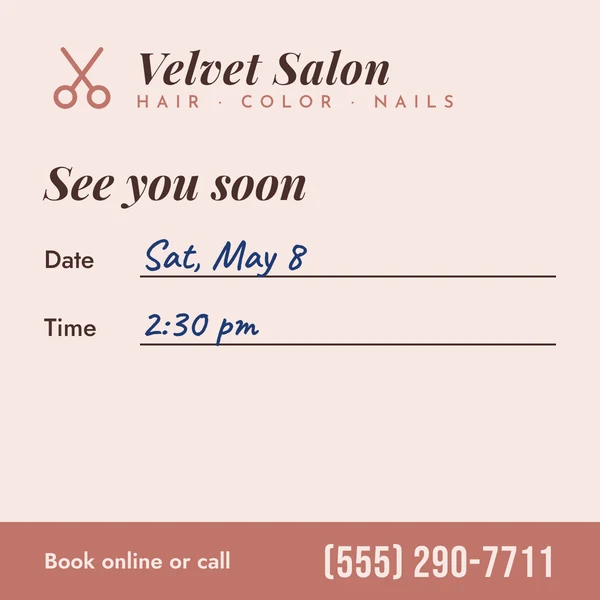 Velvet Salon
HAIR · COLOR · NAILS
See you soon
Date Sat, May 8
Time 2:30 pm
Book online or call (555) 290-7711